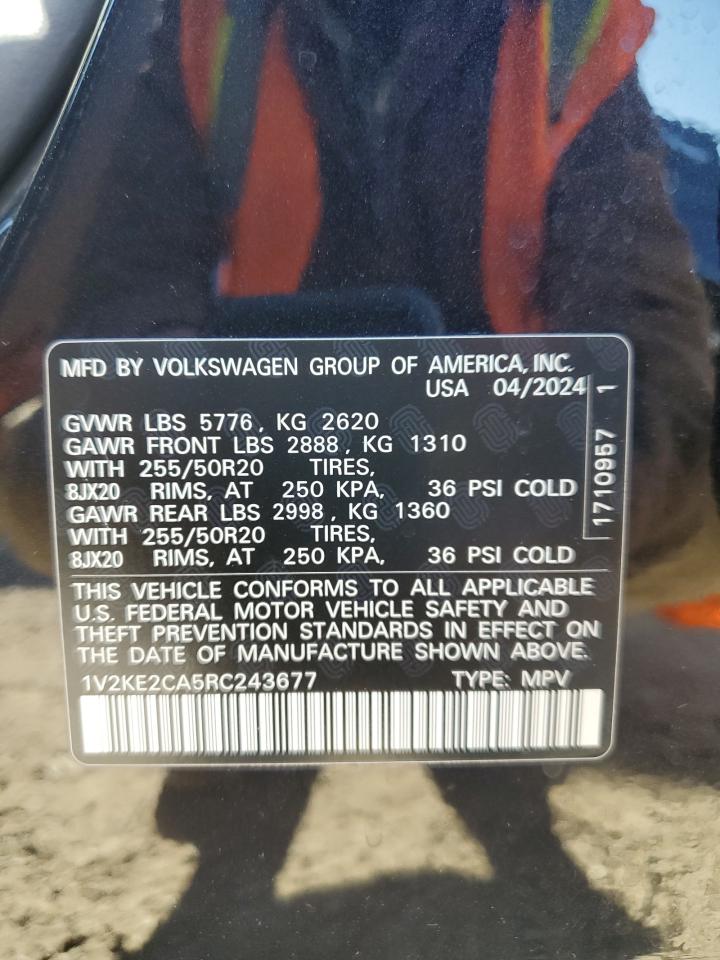 MFD BY VOLKSWAGEN GROUP OF AMERICA, INC.
USA 04/2024
GVWR LBS 5776, KG 2620
GAWR FRONT LBS 2888, KG 1310
WITH 255/50R20 TIRES,
8JX20 RIMS, AT 250 KPA, 36 PSI COLD
GAWR REAR LBS 2998, KG 1360
WITH 255/50R20 TIRES,
8JX20 RIMS, AT 250 KPA, 36 PSI COLD
1710957 1
THIS VEHICLE CONFORMS TO ALL APPLICABLE
U.S. FEDERAL MOTOR VEHICLE SAFETY AND
THEFT PREVENTION STANDARDS IN EFFECT ON
THE DATE OF MANUFACTURE SHOWN ABOVE.
1V2KE2CA5RC243677 TYPE: MPV